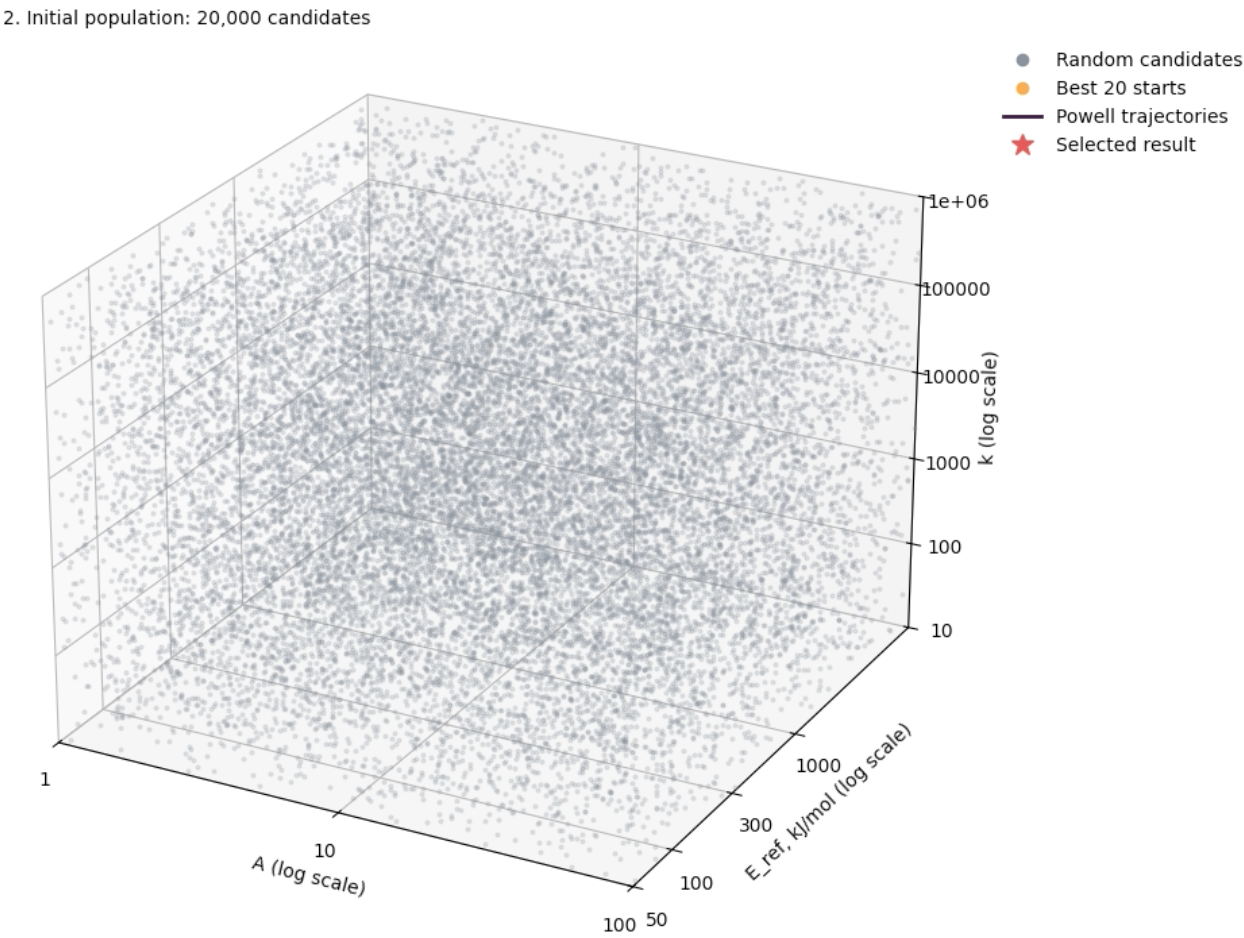 2. Initial population: 20,000 candidates
Random candidates
Best 20 starts
Powell trajectories
Selected result
1e+06
100000
10000
1000
100
10
k (log scale)
1000
300
100
50
E_ref, kJ/mol (log scale)
1
10
100
A (log scale)